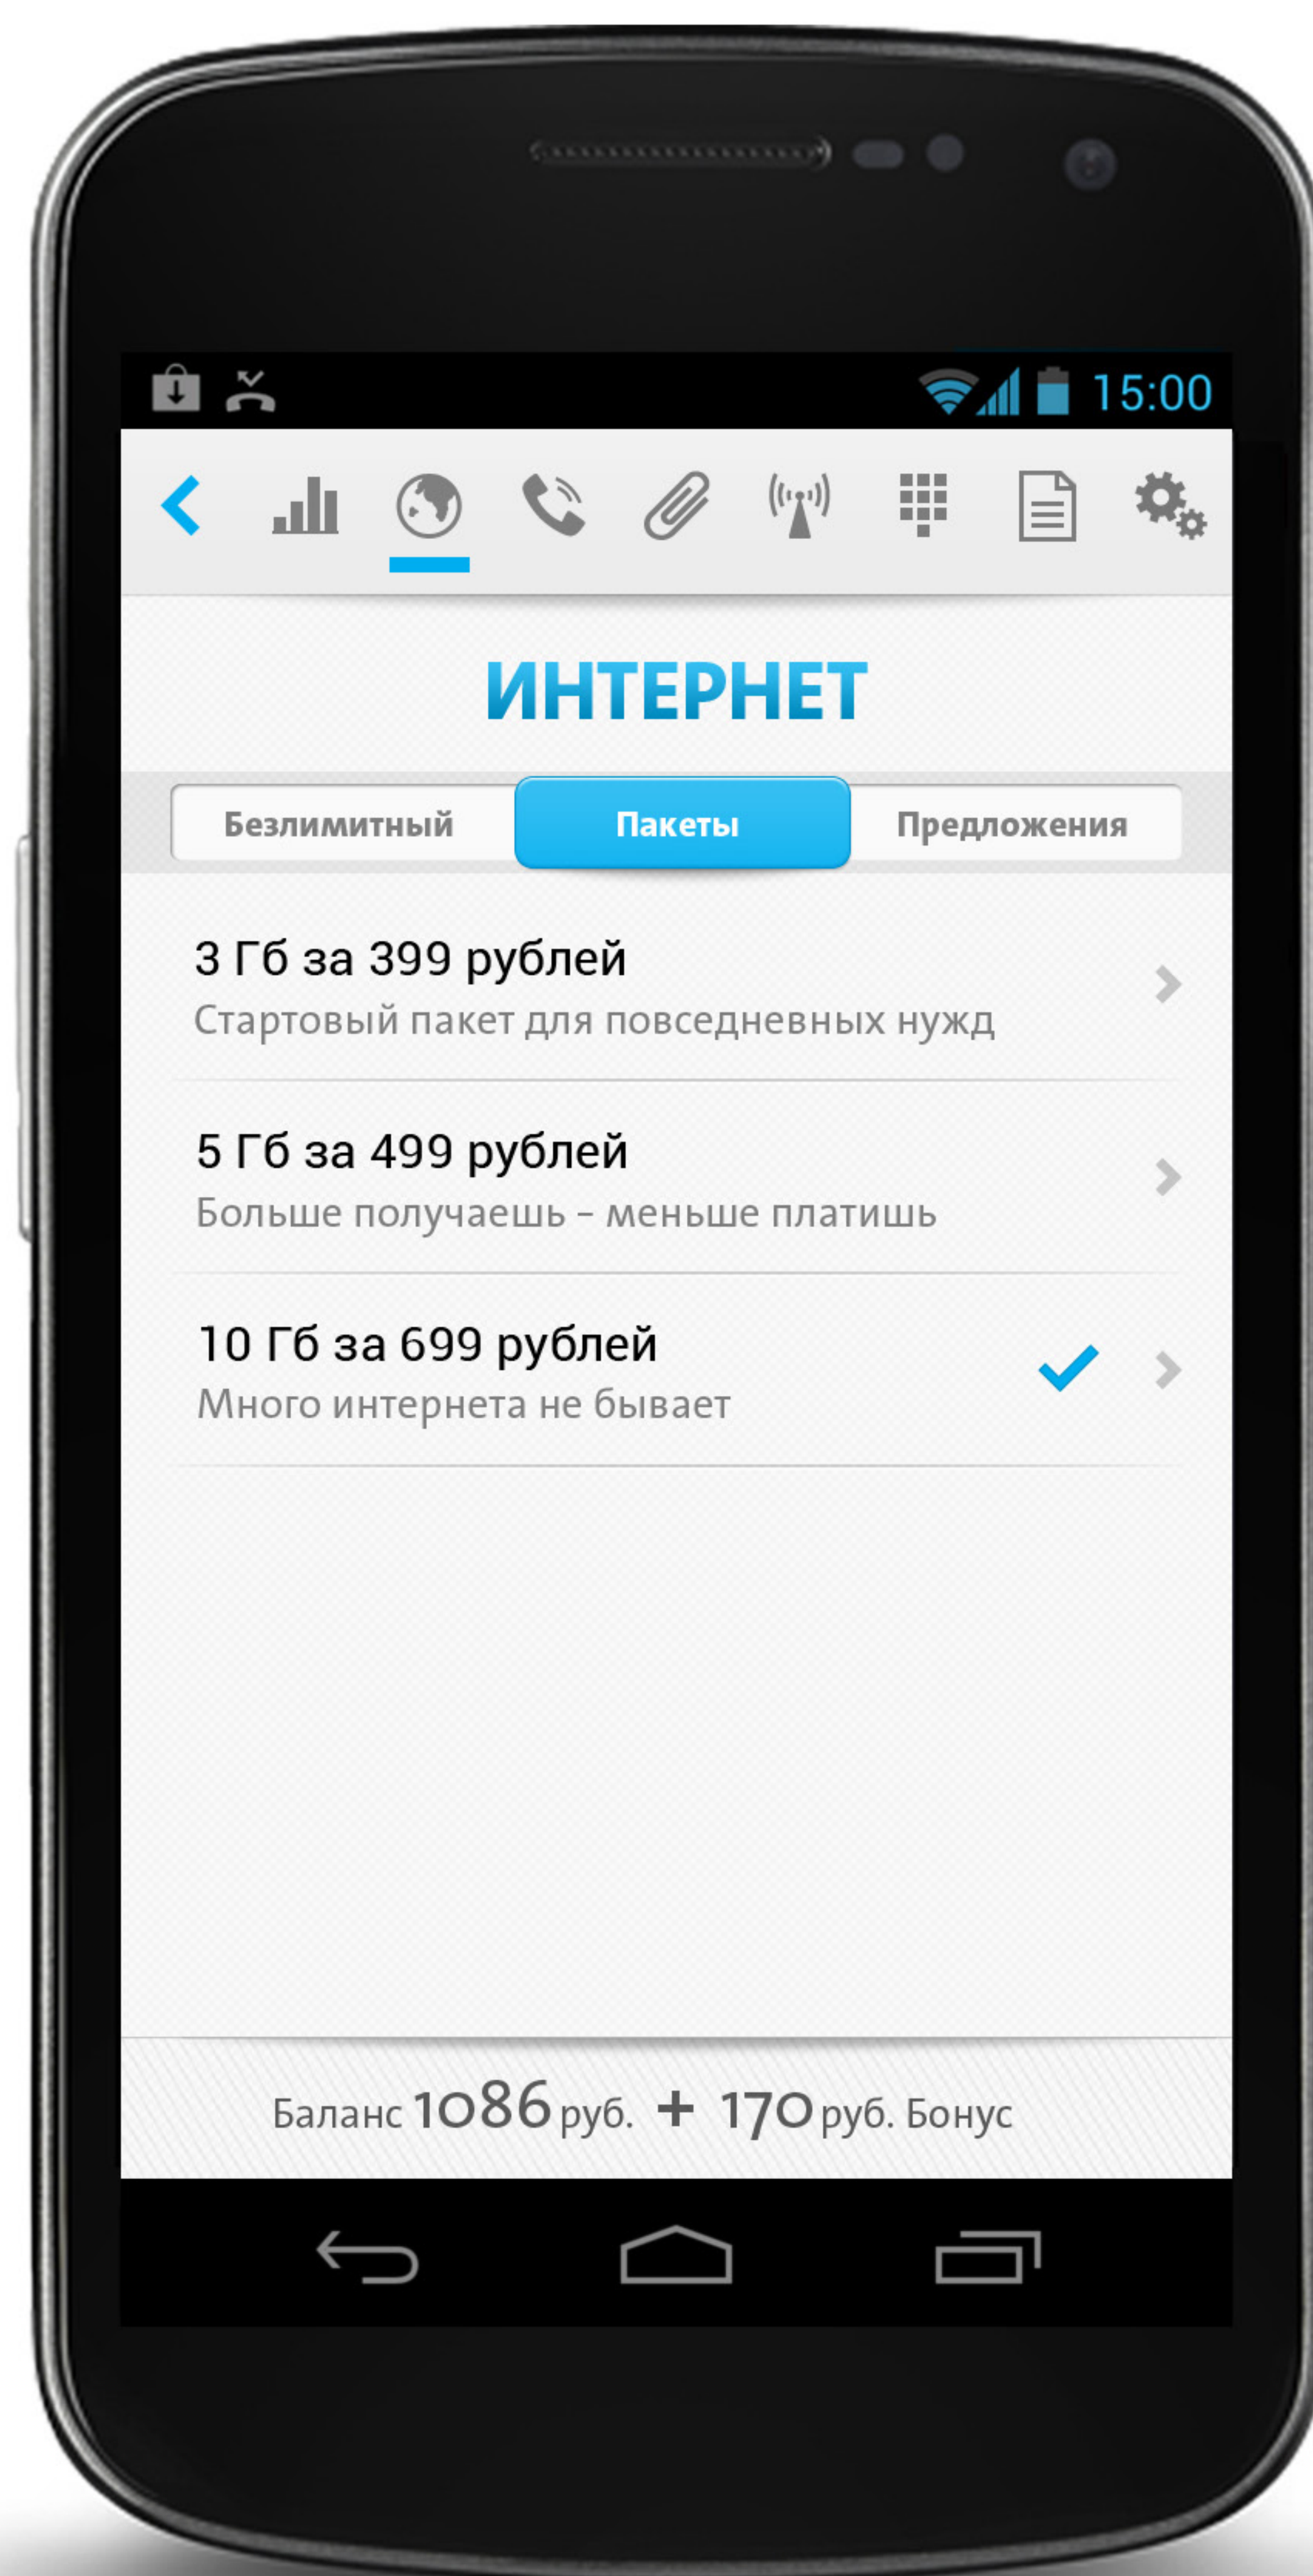 15:00
ИНТЕРНЕТ
Безлимитный Пакеты Предложения
3 Гб за 399 рублей
Стартовый пакет для повседневных нужд
5 Гб за 499 рублей
Больше получаешь – меньше платишь
10 Гб за 699 рублей
Много интернета не бывает
Баланс 1086 руб. + 170 руб. Бонус